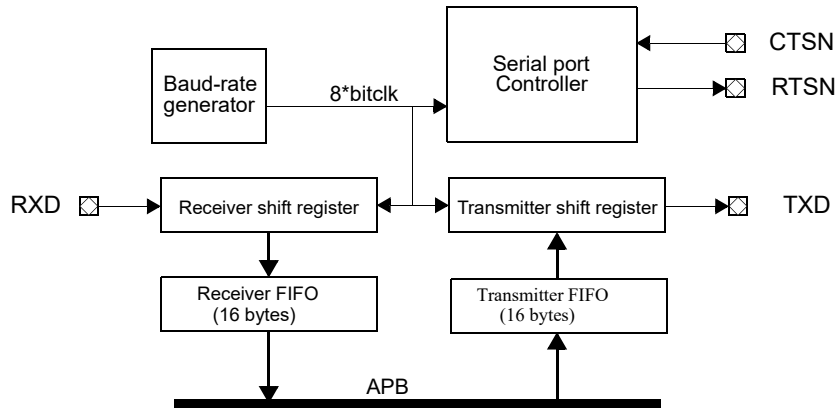 CTSN
Serial port
Controller
Baud-rate
generator
8*bitclk
RTSN
RXD
Receiver shift register
Transmitter shift register
TXD
Receiver FIFO
(16 bytes)
Transmitter FIFO
(16 bytes)
APB